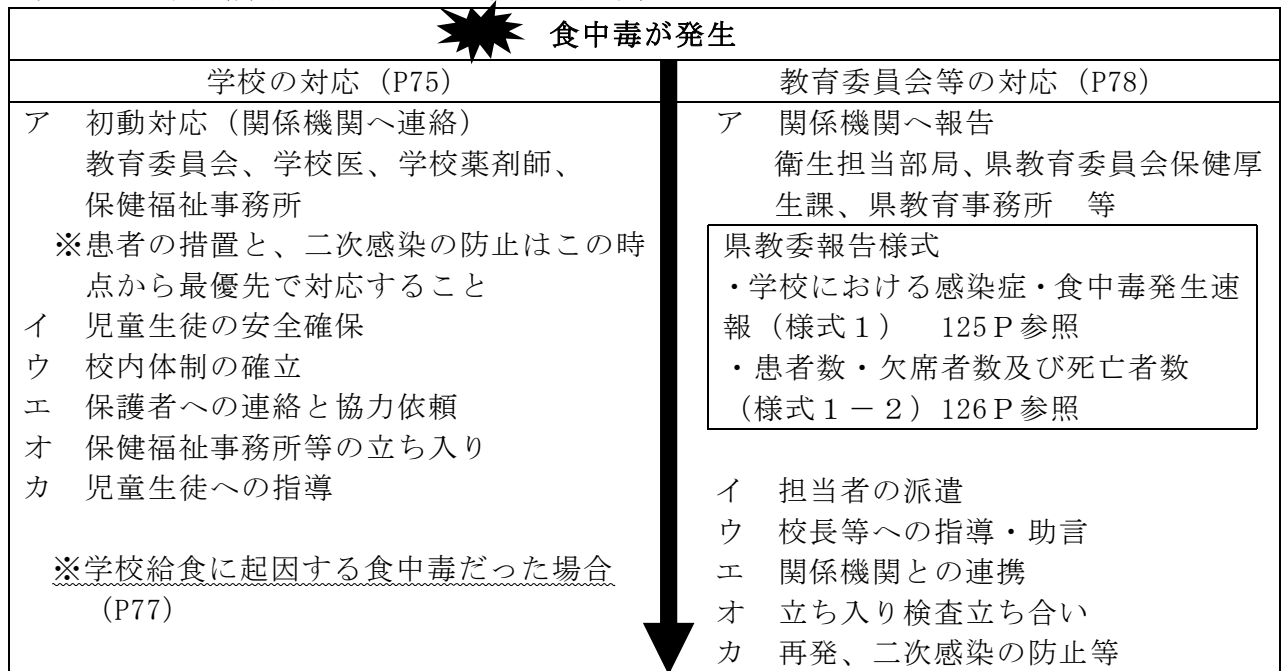 食中毒が発生
学校の対応（P75）
ア　初動対応（関係機関へ連絡）
教育委員会、学校医、学校薬剤師、
保健福祉事務所
※患者の措置と、二次感染の防止はこの時
点から最優先で対応すること
イ　児童生徒の安全確保
ウ　校内体制の確立
エ　保護者への連絡と協力依頼
オ　保健福祉事務所等の立ち入り
カ　児童生徒への指導
※学校給食に起因する食中毒だった場合
（P77）
教育委員会等の対応（P78）
ア　関係機関へ報告
衛生担当部局、県教育委員会保健厚
生課、県教育事務所　等
県教委報告様式
・学校における感染症・食中毒発生速
報（様式１）　125Ｐ参照
・患者数・欠席者数及び死亡者数
（様式１－２）126Ｐ参照
イ　担当者の派遣
ウ　校長等への指導・助言
エ　関係機関との連携
オ　立ち入り検査立ち合い
カ　再発、二次感染の防止等